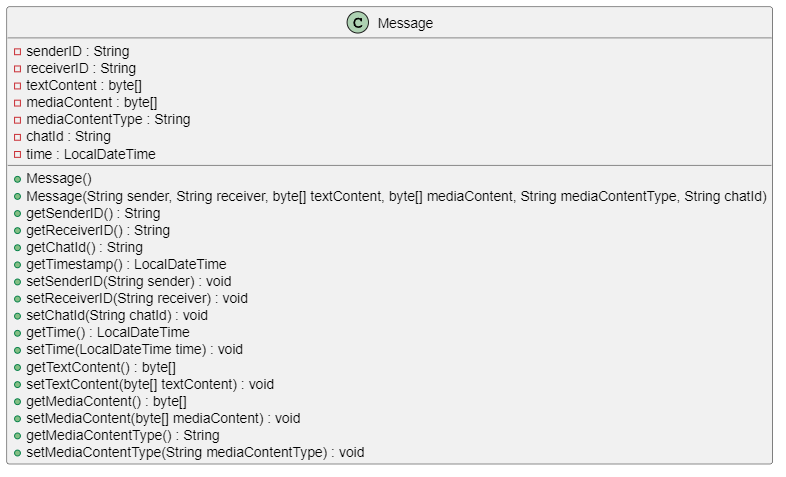 C Message
senderID : String
receiverID : String
textContent : byte[]
mediaContent : byte[]
mediaContentType : String
chatId : String
time : LocalDateTime
Message()
Message(String sender, String receiver, byte[] textContent, byte[] mediaContent, String mediaContentType, String chatId)
getSenderID() : String
getReceiverID() : String
getChatId() : String
getTimestamp() : LocalDateTime
setSenderID(String sender) : void
setReceiverID(String receiver) : void
setChatId(String chatId) : void
getTime() : LocalDateTime
setTime(LocalDateTime time) : void
getTextContent() : byte[]
setTextContent(byte[] textContent) : void
getMediaContent() : byte[]
setMediaContent(byte[] mediaContent) : void
getMediaContentType() : String
setMediaContentType(String mediaContentType) : void